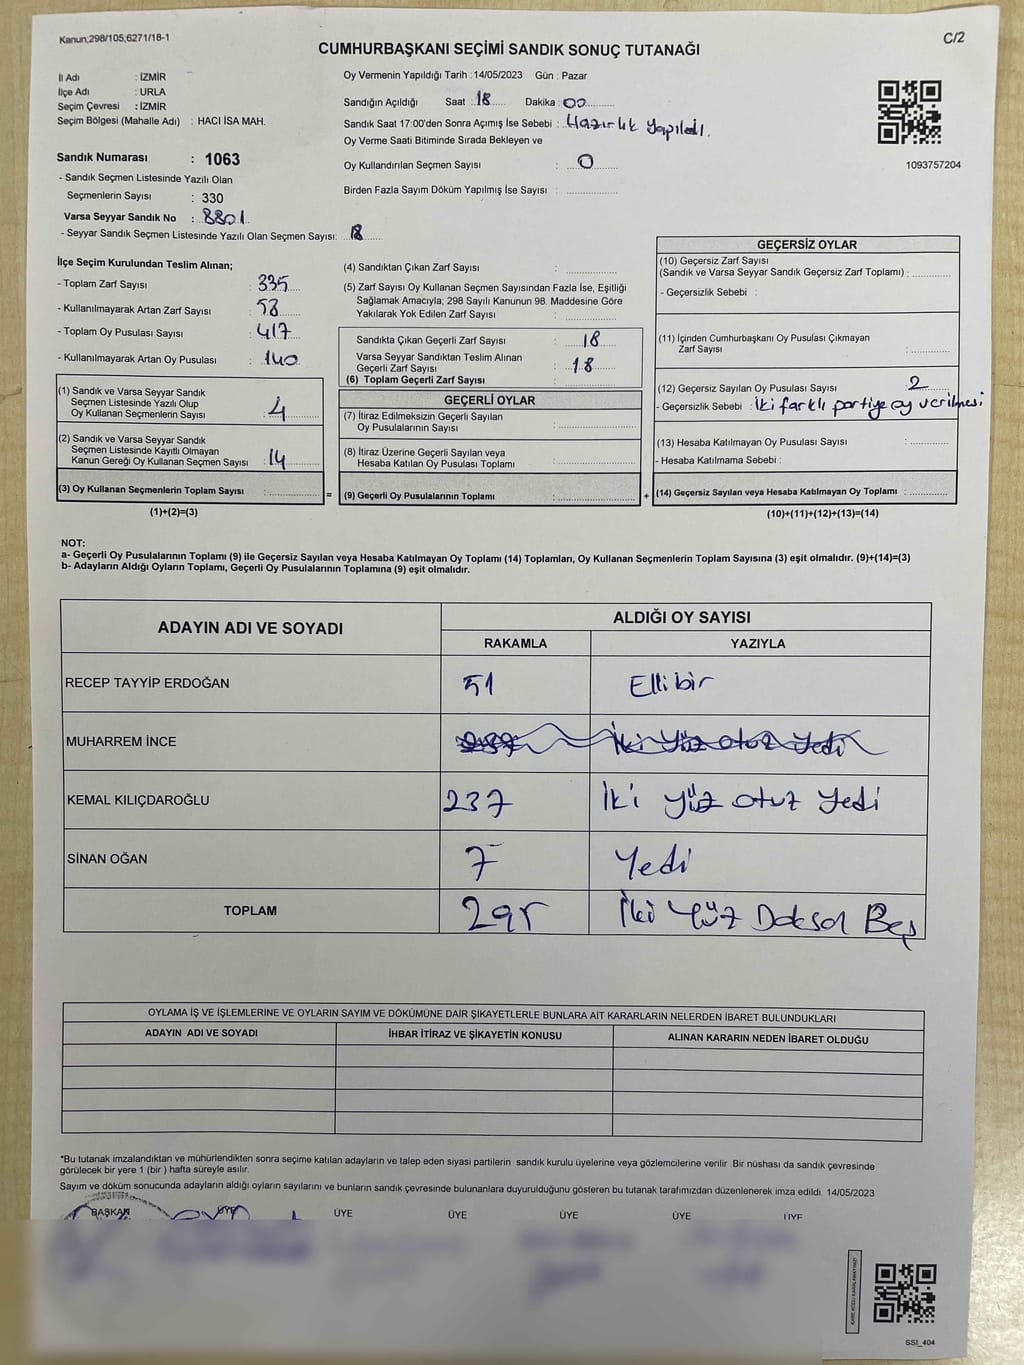 Kanun;298/105,6271/18-1
C/2
CUMHURBAŞKANI SEÇİMİ SANDIK SONUÇ TUTANAĞI
İl Adı : İZMİR
İlçe Adı : URLA
Seçim Çevresi : İZMİR
Seçim Bölgesi (Mahalle Adı) : HACI İSA MAH.
Sandık Numarası : 1063
- Sandık Seçmen Listesinde Yazılı Olan
Seçmenlerin Sayısı : 330
Varsa Seyyar Sandık No : 8801
- Seyyar Sandık Seçmen Listesinde Yazılı Olan Seçmen Sayısı: 18
Oy Vermenin Yapıldığı Tarih : 14/05/2023 Gün : Pazar
Sandığın Açıldığı Saat : 18 Dakika : 00
Sandık Saat 17:00'den Sonra Açımış İse Sebebi : Hazırlık yapıldı.
Oy Verme Saati Bitiminde Sırada Bekleyen ve
Oy Kullandırılan Seçmen Sayısı : 0
Birden Fazla Sayım Döküm Yapılmış İse Sayısı :
1093757204
İlçe Seçim Kurulundan Teslim Alınan;
- Toplam Zarf Sayısı : 335
- Kullanılmayarak Artan Zarf Sayısı : 58
- Toplam Oy Pusulası Sayısı : 417
- Kullanılmayarak Artan Oy Pusulası : 140
(1) Sandık ve Varsa Seyyar Sandık
Seçmen Listesinde Yazılı Olup
Oy Kullanan Seçmenlerin Sayısı : 4
(2) Sandık ve Varsa Seyyar Sandık
Seçmen Listesinde Kayıtlı Olmayan
Kanun Gereği Oy Kullanan Seçmen Sayısı : 14
(3) Oy Kullanan Seçmenlerin Toplam Sayısı :
(1)+(2)=(3)
(4) Sandıktan Çıkan Zarf Sayısı :
(5) Zarf Sayısı Oy Kullanan Seçmen Sayısından Fazla İse, Eşitliği
Sağlamak Amacıyla; 298 Sayılı Kanunun 98. Maddesine Göre
Yakılarak Yok Edilen Zarf Sayısı :
Sandıkta Çıkan Geçerli Zarf Sayısı : 18
Varsa Seyyar Sandıktan Teslim Alınan
Geçerli Zarf Sayısı : 18
(6) Toplam Geçerli Zarf Sayısı :
GEÇERLİ OYLAR
(7) İtiraz Edilmeksizin Geçerli Sayılan
Oy Pusulalarının Sayısı :
(8) İtiraz Üzerine Geçerli Sayılan veya
Hesaba Katılan Oy Pusulası Toplamı :
= (9) Geçerli Oy Pusulalarının Toplamı :
GEÇERSİZ OYLAR
(10) Geçersiz Zarf Sayısı
(Sandık ve Varsa Seyyar Sandık Geçersiz Zarf Toplamı) :
- Geçersizlik Sebebi :
(11) İçinden Cumhurbaşkanı Oy Pusulası Çıkmayan
Zarf Sayısı :
(12) Geçersiz Sayılan Oy Pusulası Sayısı : 2
- Geçersizlik Sebebi : İki farklı partiye oy verilmesi
(13) Hesaba Katılmayan Oy Pusulası Sayısı :
- Hesaba Katılmama Sebebi :
+ (14) Geçersiz Sayılan veya Hesaba Katılmayan Oy Toplamı :
(10)+(11)+(12)+(13)=(14)
NOT:
a- Geçerli Oy Pusulalarının Toplamı (9) ile Geçersiz Sayılan veya Hesaba Katılmayan Oy Toplamı (14) Toplamları, Oy Kullanan Seçmenlerin Toplam Sayısına (3) eşit olmalıdır. (9)+(14)=(3)
b- Adayların Aldığı Oyların Toplamı, Geçerli Oy Pusulalarının Toplamına (9) eşit olmalıdır.
ADAYIN ADI VE SOYADI
ALDIĞI OY SAYISI
RAKAMLA YAZIYLA
RECEP TAYYİP ERDOĞAN 51 Ellibir
MUHARREM İNCE 237 İki yüz otuz yedi
KEMAL KILIÇDAROĞLU 237 İki yüz otuz yedi
SİNAN OĞAN 7 Yedi
TOPLAM 295 İki Yüz Doksan Beş
OYLAMA İŞ VE İŞLEMLERİNE VE OYLARIN SAYIM VE DÖKÜMÜNE DAİR ŞİKAYETLERLE BUNLARA AİT KARARLARIN NELERDEN İBARET BULUNDUKLARI
ADAYIN ADI VE SOYADI İHBAR İTİRAZ VE ŞİKAYETİN KONUSU ALINAN KARARIN NEDEN İBARET OLDUĞU
*Bu tutanak imzalandıktan ve mühürlendikten sonra seçime katılan adayların ve talep eden siyasi partilerin sandık kurulu üyelerine veya gözlemcilerine verilir .Bir nüshası da sandık çevresinde
görülecek bir yere 1 (bir ) hafta süreyle asılır.
Sayım ve döküm sonucunda adayların aldığı oyların sayılarını ve bunların sandık çevresinde bulunanlara duyurulduğunu gösteren bu tutanak tarafımızdan düzenlenerek imza edildi. 14/05/2023
BAŞKAN ÜYE ÜYE ÜYE ÜYE ÜYE ÜYE
SSİ_404